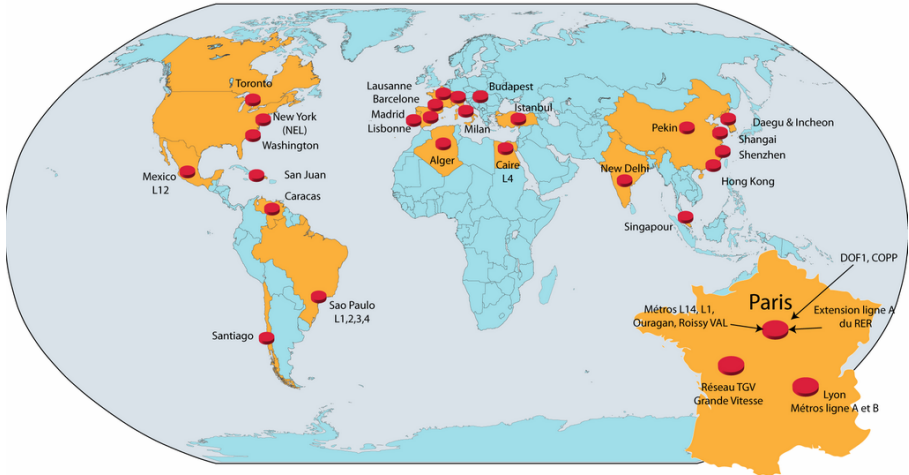 Toronto
New York
(NEL)
Washington
Mexico
L12
San Juan
Caracas
Sao Paulo
L1,2,3,4
Santiago
Lausanne
Barcelone
Madrid
Lisbonne
Budapest
Istanbul
Milan
Alger
Caire
L4
New Delhi
Pekin
Daegu & Incheon
Shangai
Shenzhen
Hong Kong
Singapour
DOF1, COPP
Paris
Métros L14, L1,
Ouragan, Roissy VAL
Extension ligne A
du RER
Réseau TGV
Grande Vitesse
Lyon
Métros ligne A et B